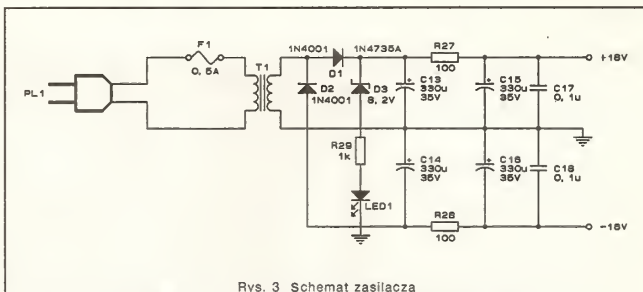 F1
0,5A
PL1
T1
1N4001
D1
1N4735A
D2
1N4001
D3
8,2V
R27
100
C13
330u
35V
C15
330u
35V
C17
0,1u
+18V
R29
1k
LED1
C14
330u
35V
C16
330u
35V
C18
0,1u
R28
100
-18V
Rys. 3 Schemat zasilacza